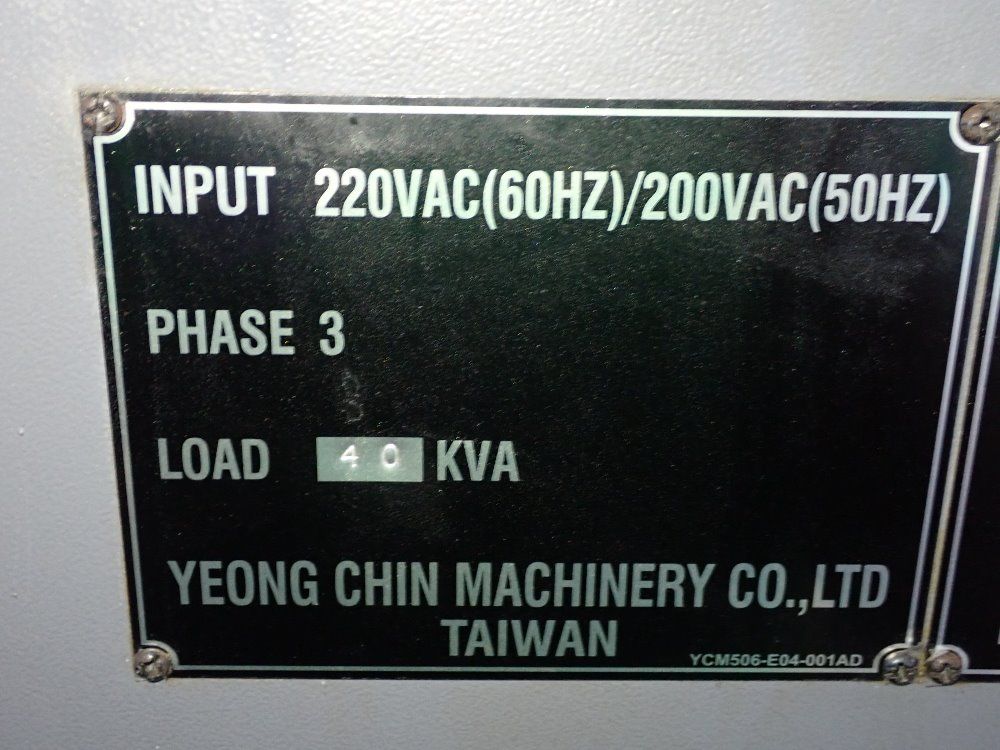 INPUT 220VAC(60HZ)/200VAC(50HZ)
PHASE 3
LOAD 40 KVA
YEONG CHIN MACHINERY CO.,LTD
TAIWAN
YCM506-E04-001AD